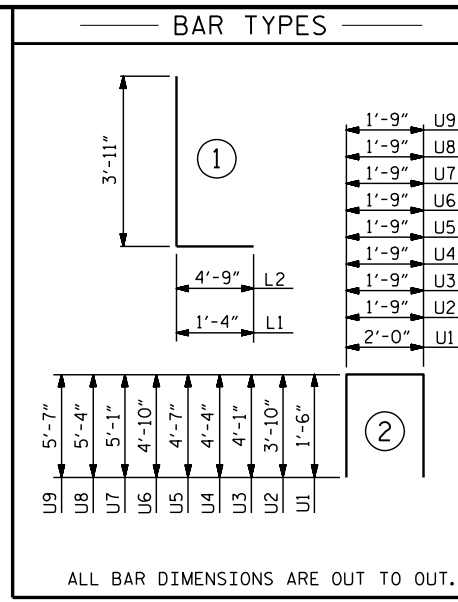 BAR TYPES
3'-11"
1
4'-9" L2
1'-4" L1
1'-9" U9
1'-9" U8
1'-9" U7
1'-9" U6
1'-9" U5
1'-9" U4
1'-9" U3
1'-9" U2
2'-0" U1
2
5'-7" U9
5'-4" U8
5'-1" U7
4'-10" U6
4'-7" U5
4'-4" U4
4'-1" U3
3'-10" U2
1'-6" U1
ALL BAR DIMENSIONS ARE OUT TO OUT.